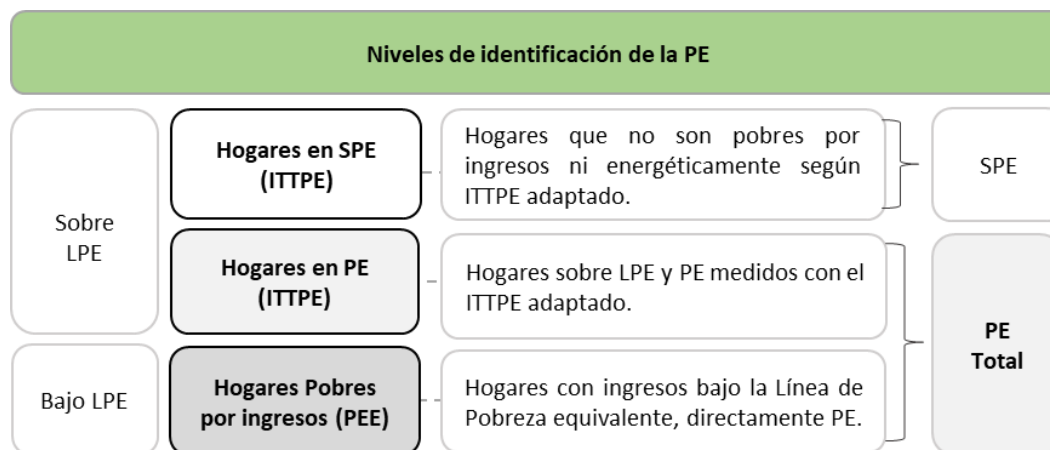 Niveles de identificación de la PE
Sobre
LPE
Hogares en SPE
(ITTPE)
Hogares que no son pobres por
ingresos ni energéticamente según
ITTPE adaptado.
SPE
Hogares en PE
(ITTPE)
Hogares sobre LPE y PE medidos con el
ITTPE adaptado.
PE
Total
Bajo LPE
Hogares Pobres
por ingresos (PEE)
Hogares con ingresos bajo la Línea de
Pobreza equivalente, directamente PE.